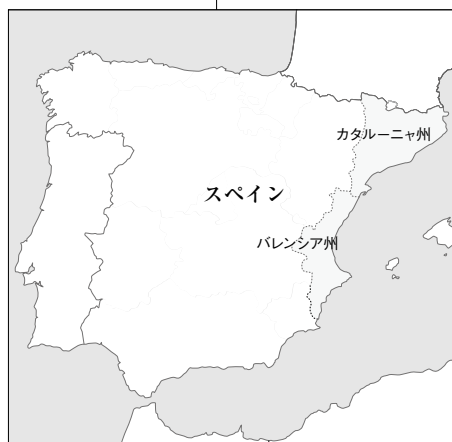 カタルーニャ州
スペイン
バレンシア州